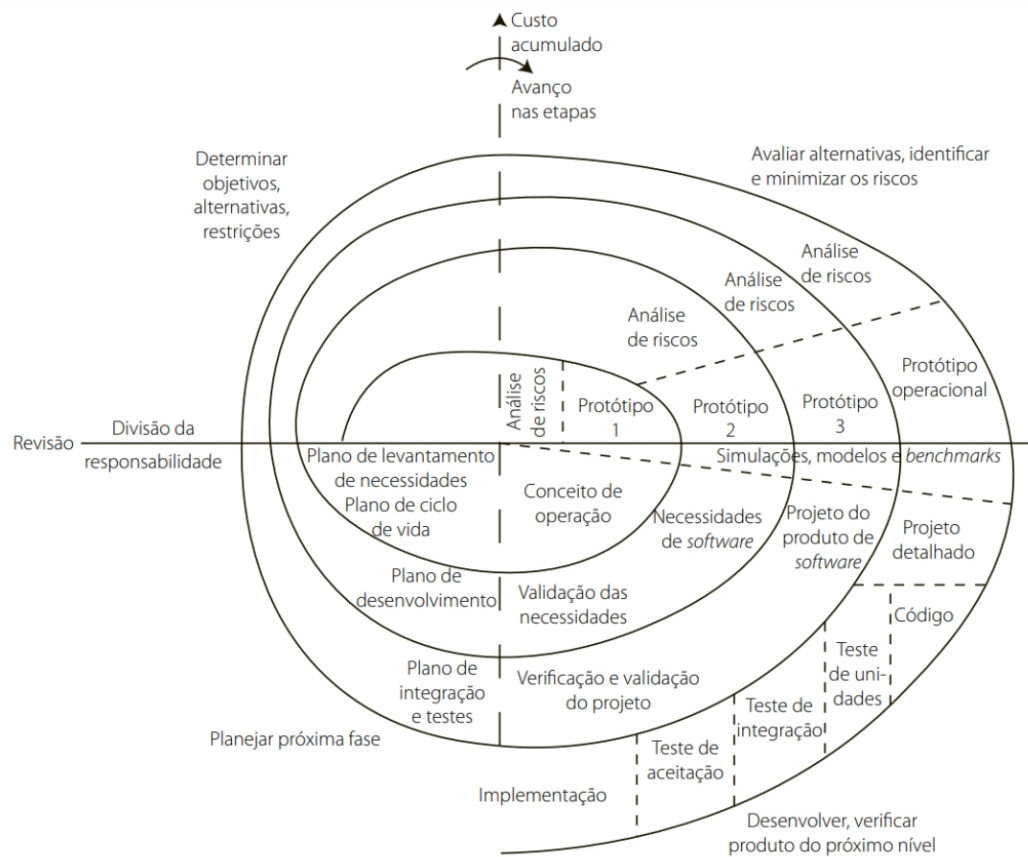 Custo
acumulado
Avanço
nas etapas
Determinar
objetivos,
alternativas,
restrições
Avaliar alternativas, identificar
e minimizar os riscos
Análise
de riscos
Análise
de riscos
Análise
de riscos
Análise
de riscos
Protótipo
1
Protótipo
2
Protótipo
3
Protótipo
operacional
Revisão
Divisão da
responsabilidade
Simulações, modelos e benchmarks
Plano de levantamento
de necessidades
Plano de ciclo
de vida
Conceito de
operação
Necessidades
de software
Projeto do
produto de
software
Projeto
detalhado
Plano de
desenvolvimento
Validação das
necessidades
Código
Teste
de uni-
dades
Plano de
integração
e testes
Verificação e validação
do projeto
Teste de
integração
Teste de
aceitação
Implementação
Planejar próxima fase
Desenvolver, verificar
produto do próximo nível